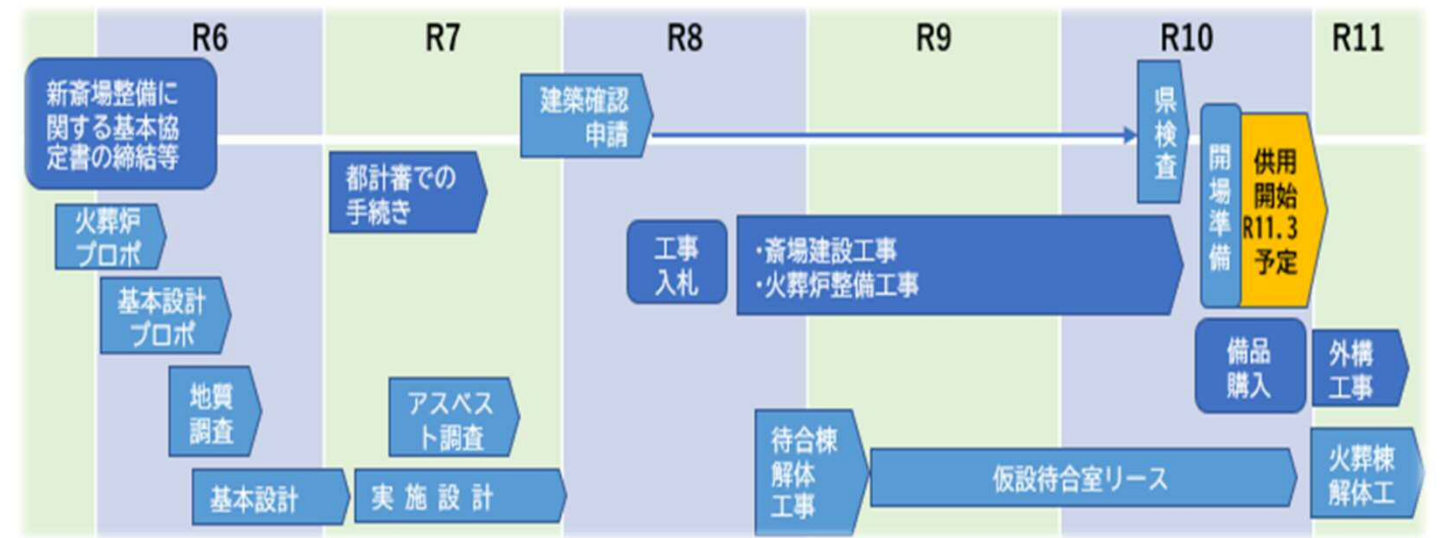 R6
R7
R8
R9
R10
R11
新斎場整備に
関する基本協
定書の締結等
建築確認
申請
県
検
査
都計審での
手続き
開
場
準
備
供用
開始
R11.3
予定
火葬炉
プロポ
工事
入札
・斎場建設工事
・火葬炉整備工事
基本設計
プロポ
備品
購入
外構
工事
地質
調査
アスベス
ト調査
待合棟
解体
工事
仮設待合室リース
火葬棟
解体工
基本設計
実 施 設 計